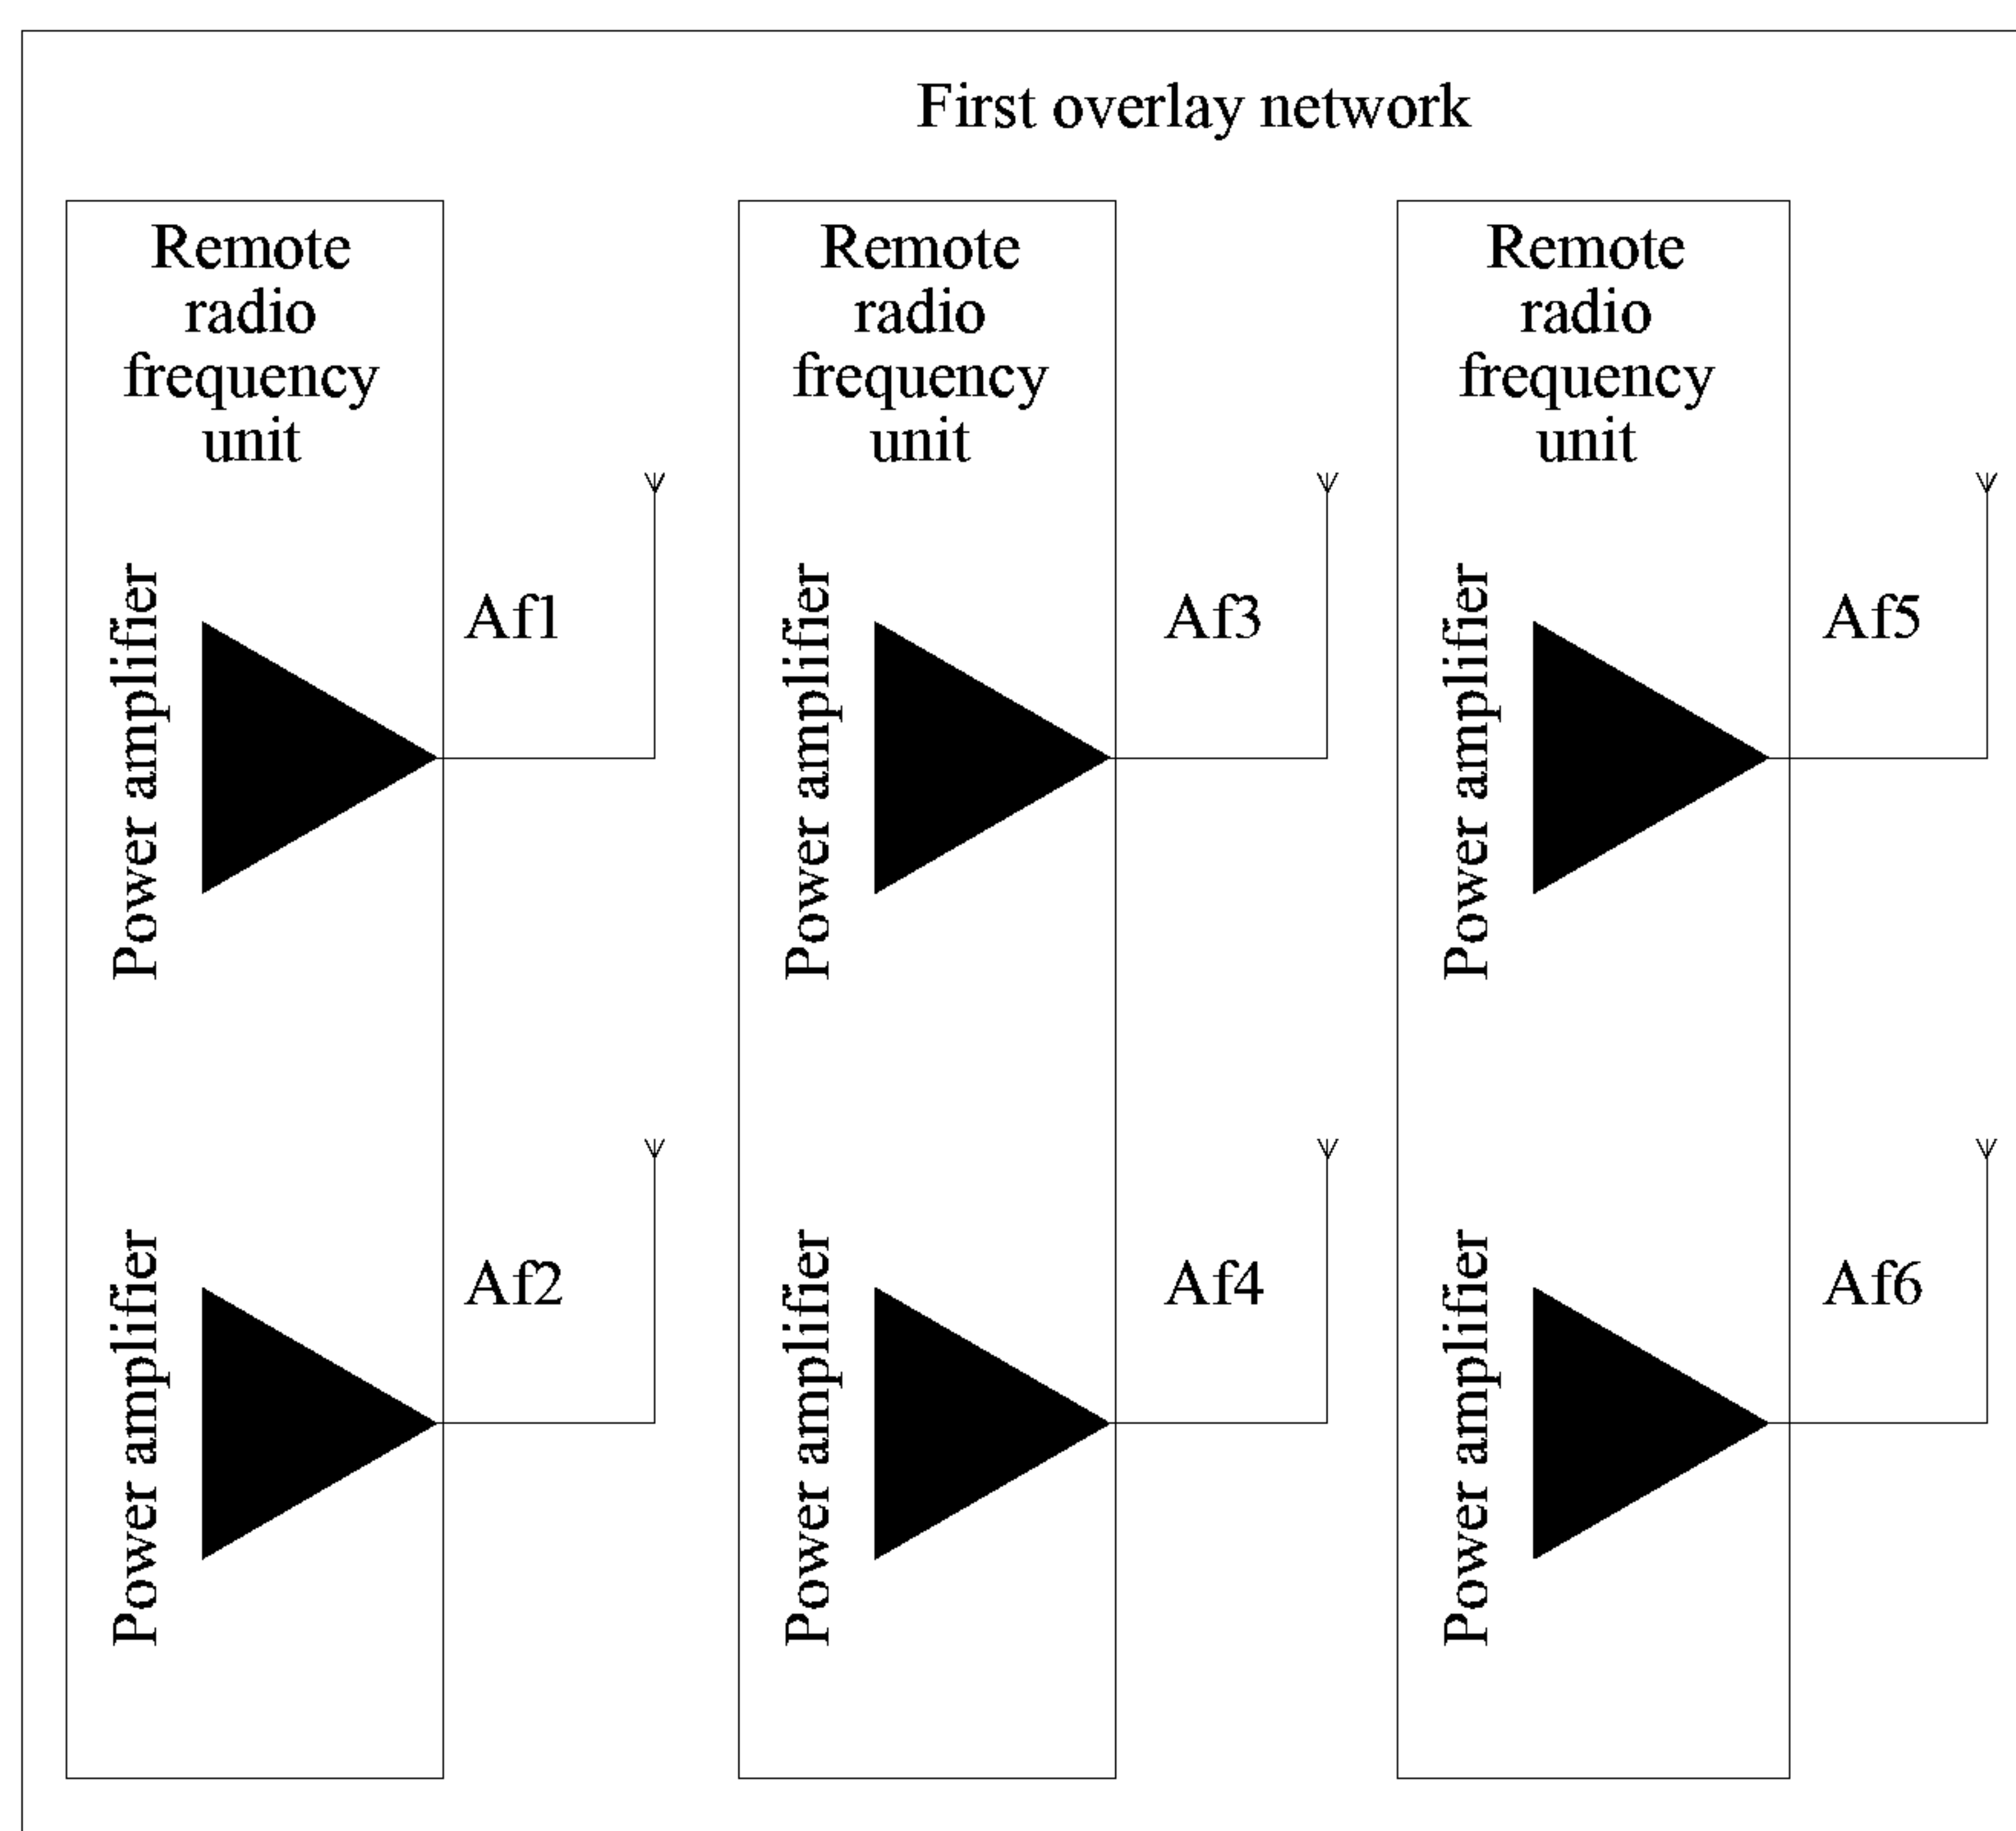 First overlay network
Remote
radio
frequency
unit
Power amplifier
Af1
Power amplifier
Af2
Remote
radio
frequency
unit
Power amplifier
Af3
Power amplifier
Af4
Remote
radio
frequency
unit
Power amplifier
Af5
Power amplifier
Af6